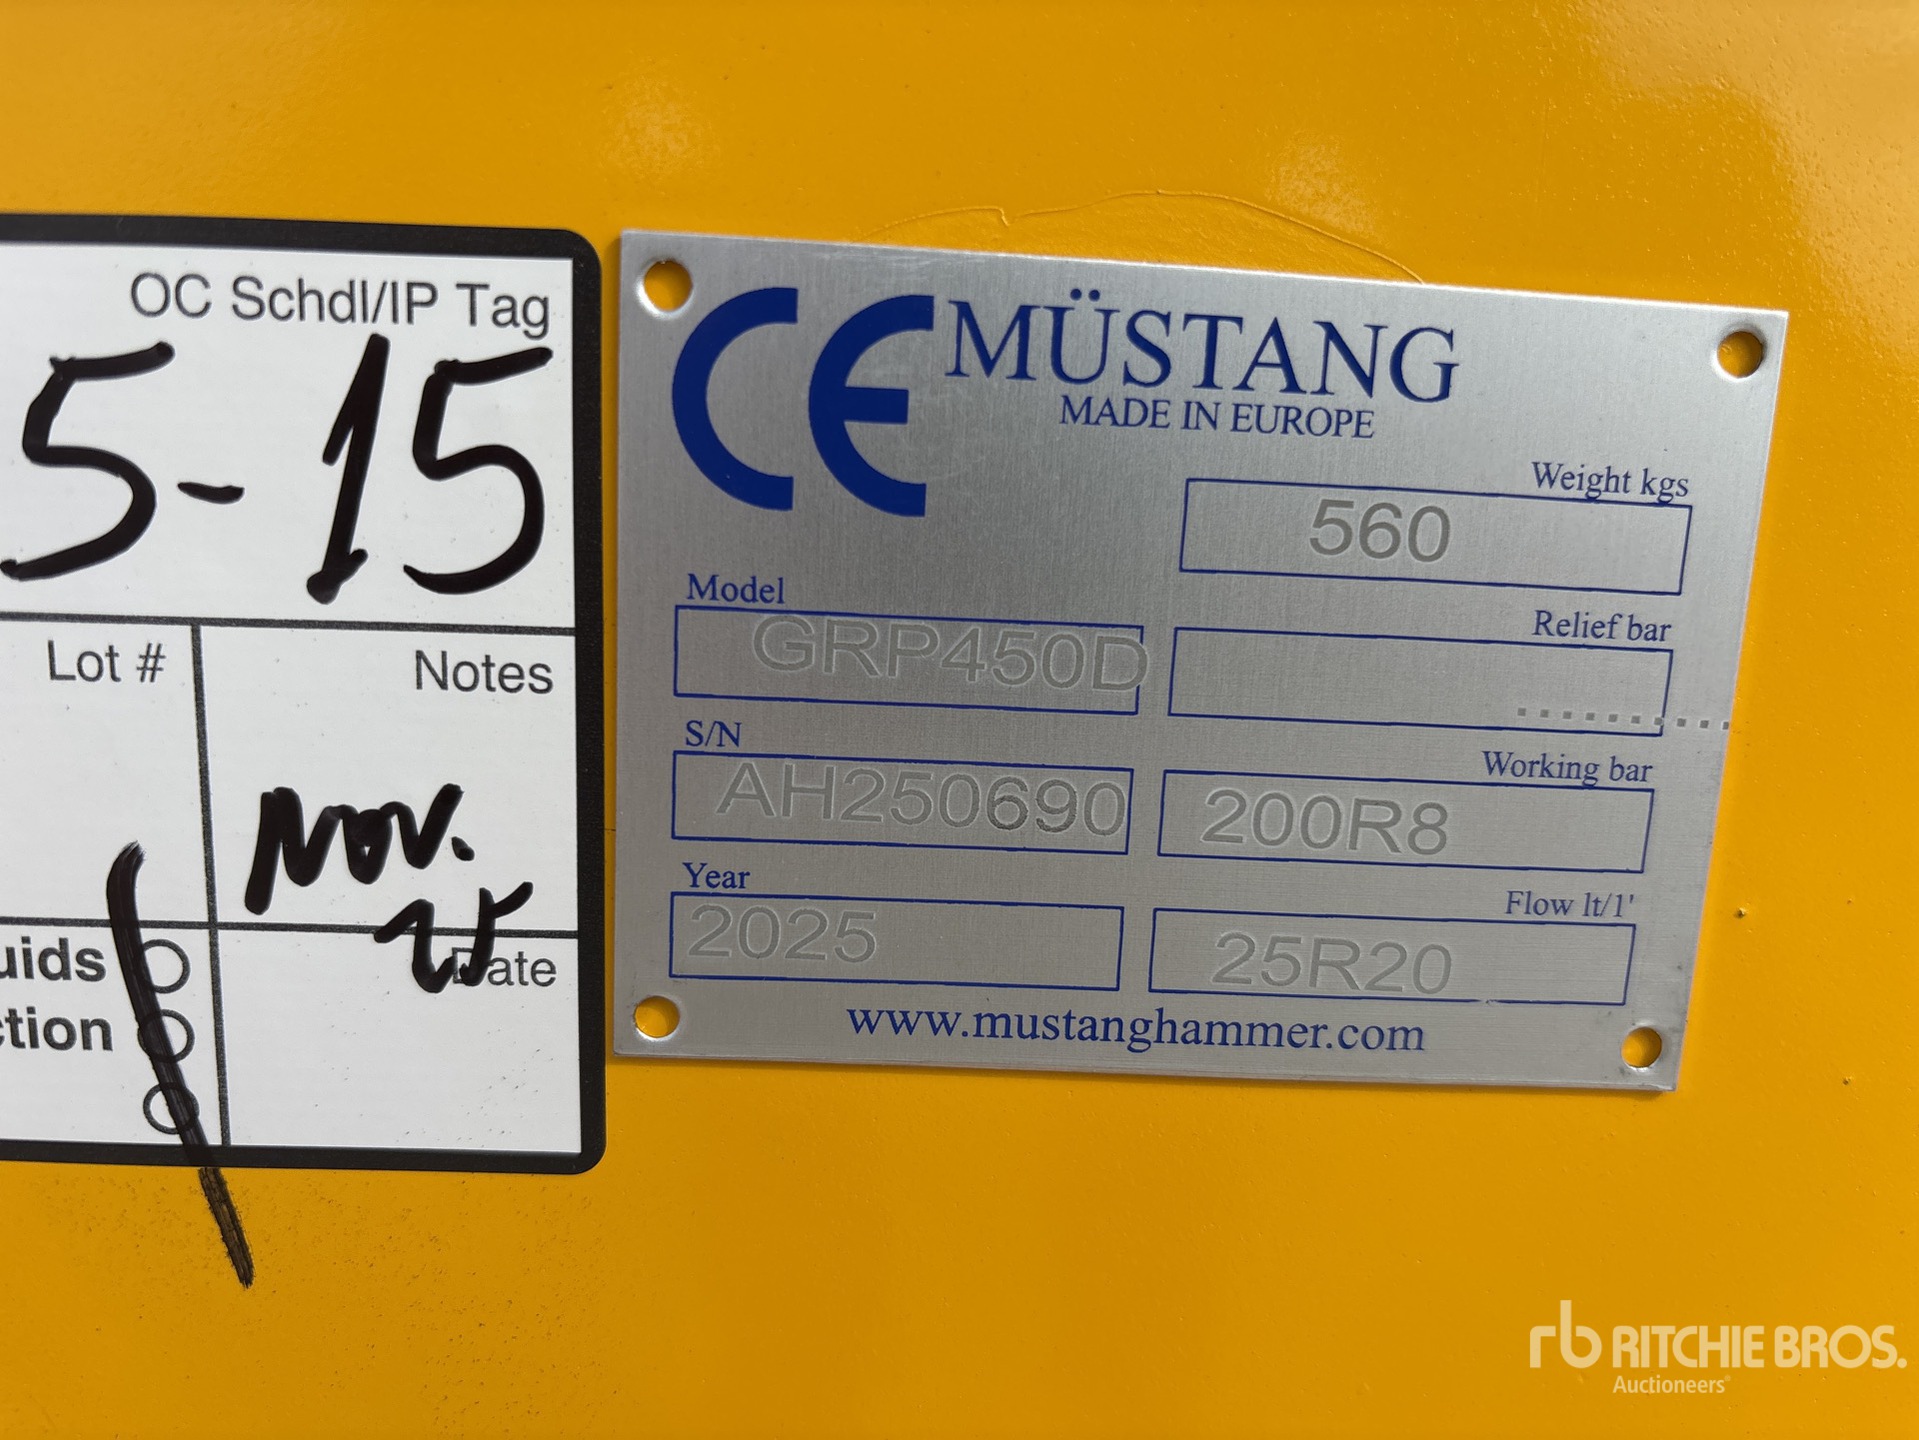 OC Schdl/IP Tag
5-15
Lot #
Notes
Nov.
25
Date
uids
ction
CE MÜSTANG
MADE IN EUROPE
Weight kgs
560
Model
GRP450D
Relief bar
..........
S/N
AH250690
Working bar
200R8
Year
2025
Flow lt/1'
25R20
www.mustanghammer.com
rb RITCHIE BROS.
Auctioneers